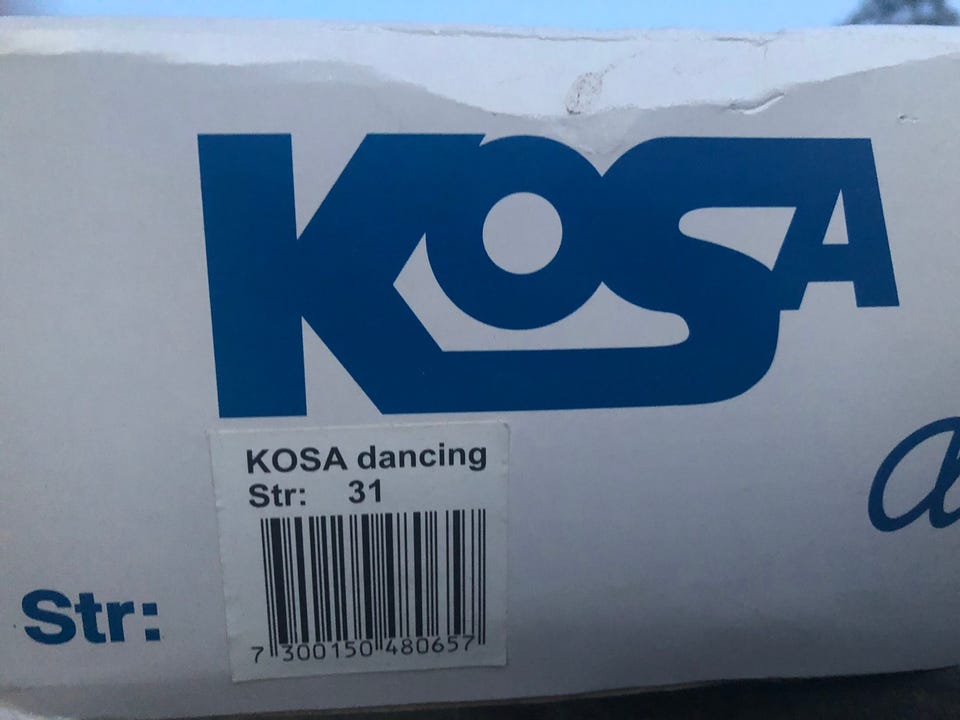 KOSA
KOSA dancing
Str: 31
Str:
7 300150 480657